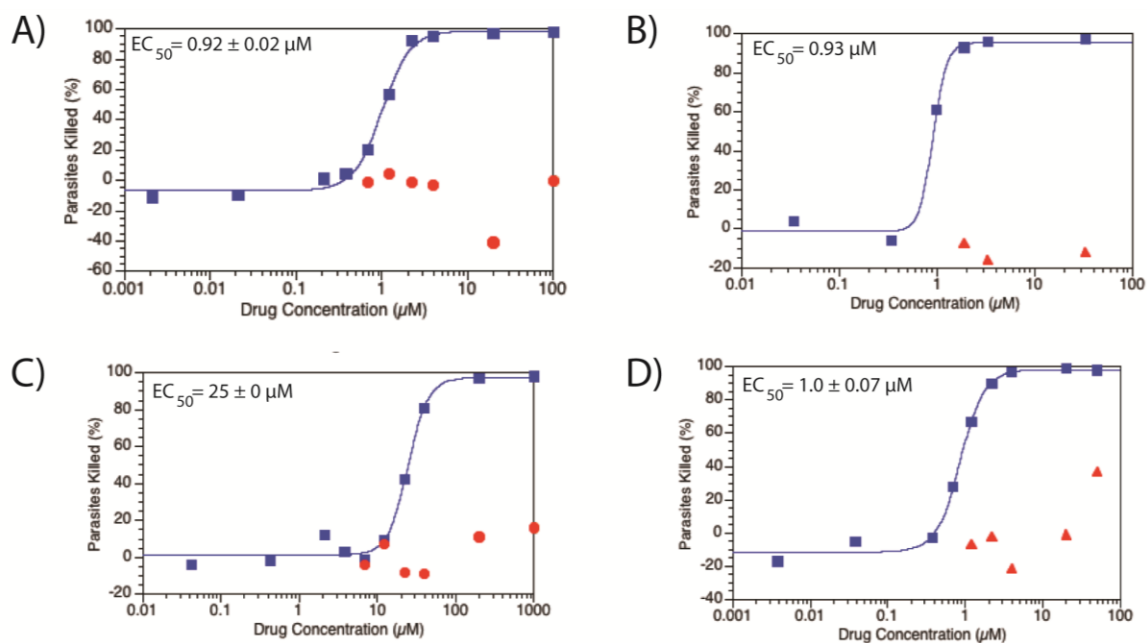 A)
EC50= 0.92 ± 0.02 µM
Parasites Killed (%)
100
80
60
40
20
0
-20
-40
-60
0.001 0.01 0.1 1 10 100
Drug Concentration (µM)
B)
EC50= 0.93 µM
Parasites Killed (%)
100
80
60
40
20
0
-20
0.01 0.1 1 10 100
Drug Concentration (µM)
C)
EC50= 25 ± 0 µM
Parasites Killed (%)
100
80
60
40
20
0
-20
0.01 0.1 1 10 100 1000
Drug Concentration (µM)
D)
EC50= 1.0 ± 0.07 µM
Parasites Killed (%)
100
80
60
40
20
0
-20
-40
0.001 0.01 0.1 1 10 100
Drug Concentration (µM)